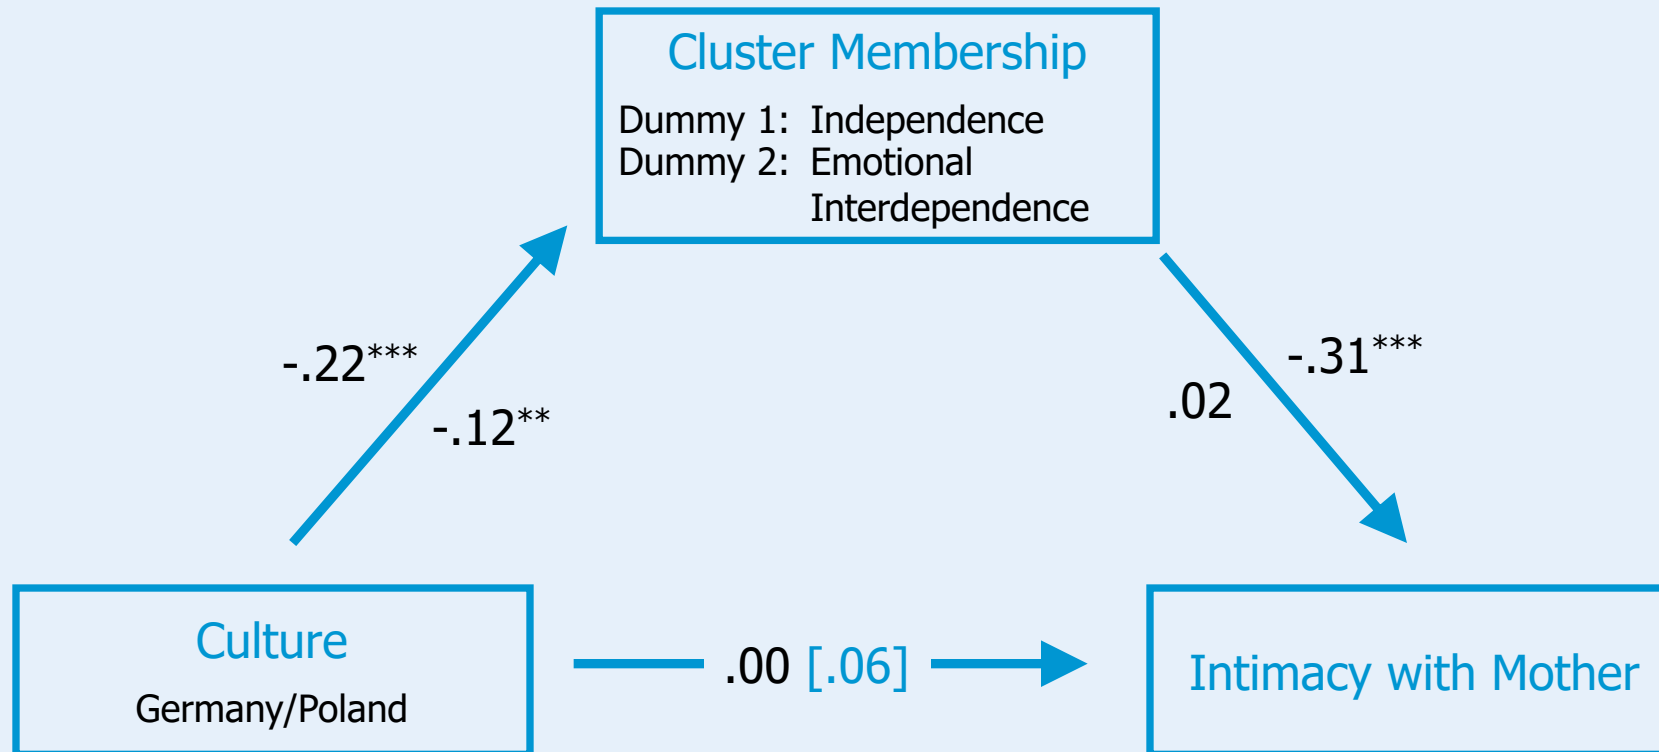 Cluster Membership
Dummy 1: Independence
Dummy 2: Emotional
Interdependence
-.22***
-.12**
-.31***
.02
Culture
Germany/Poland
.00 [.06]
Intimacy with Mother